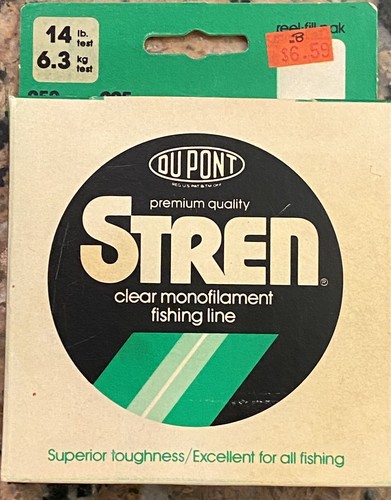 14 lb.
test
6.3 kg
test
reel-fill pak
$6.59
DU PONT
REG US PAT & TM OFF
premium quality
STREN®
clear monofilament
fishing line
Superior toughness/Excellent for all fishing